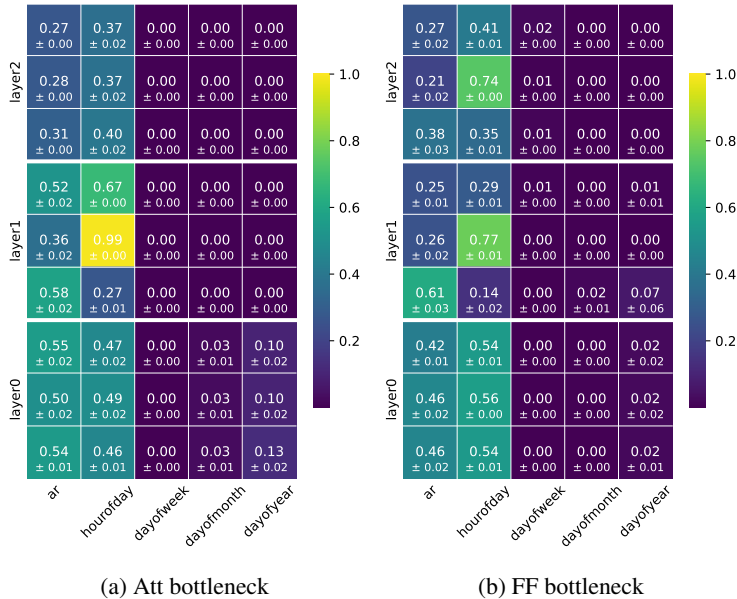 0.27 0.37 0.00 0.00 0.00
± 0.00 ± 0.02 ± 0.00 ± 0.00 ± 0.00
0.28 0.37 0.00 0.00 0.00
± 0.00 ± 0.02 ± 0.00 ± 0.00 ± 0.00
0.31 0.40 0.00 0.00 0.00
± 0.00 ± 0.02 ± 0.00 ± 0.00 ± 0.00
layer2
0.52 0.67 0.00 0.00 0.00
± 0.02 ± 0.00 ± 0.00 ± 0.00 ± 0.00
0.36 0.99 0.00 0.00 0.00
± 0.02 ± 0.00 ± 0.00 ± 0.00 ± 0.00
0.58 0.27 0.00 0.00 0.00
± 0.02 ± 0.01 ± 0.00 ± 0.00 ± 0.00
layer1
0.55 0.47 0.00 0.03 0.10
± 0.02 ± 0.02 ± 0.00 ± 0.01 ± 0.02
0.50 0.49 0.00 0.03 0.10
± 0.02 ± 0.02 ± 0.00 ± 0.01 ± 0.02
0.54 0.46 0.00 0.03 0.13
± 0.01 ± 0.01 ± 0.00 ± 0.01 ± 0.02
layer0
ar hourofday dayofweek dayofmonth dayofyear
1.0
0.8
0.6
0.4
0.2
(a) Att bottleneck
0.27 0.41 0.02 0.00 0.00
± 0.02 ± 0.01 ± 0.00 ± 0.00 ± 0.00
0.21 0.74 0.01 0.00 0.00
± 0.02 ± 0.00 ± 0.00 ± 0.00 ± 0.00
0.38 0.35 0.01 0.00 0.00
± 0.03 ± 0.01 ± 0.00 ± 0.00 ± 0.00
layer2
0.25 0.29 0.01 0.00 0.01
± 0.01 ± 0.01 ± 0.00 ± 0.00 ± 0.01
0.26 0.77 0.00 0.00 0.00
± 0.02 ± 0.01 ± 0.00 ± 0.00 ± 0.00
0.61 0.14 0.00 0.02 0.07
± 0.03 ± 0.02 ± 0.00 ± 0.01 ± 0.06
layer1
0.42 0.54 0.00 0.00 0.02
± 0.01 ± 0.01 ± 0.00 ± 0.00 ± 0.02
0.46 0.56 0.00 0.00 0.02
± 0.02 ± 0.00 ± 0.00 ± 0.00 ± 0.02
0.46 0.54 0.00 0.00 0.02
± 0.02 ± 0.01 ± 0.00 ± 0.00 ± 0.01
layer0
ar hourofday dayofweek dayofmonth dayofyear
1.0
0.8
0.6
0.4
0.2
(b) FF bottleneck